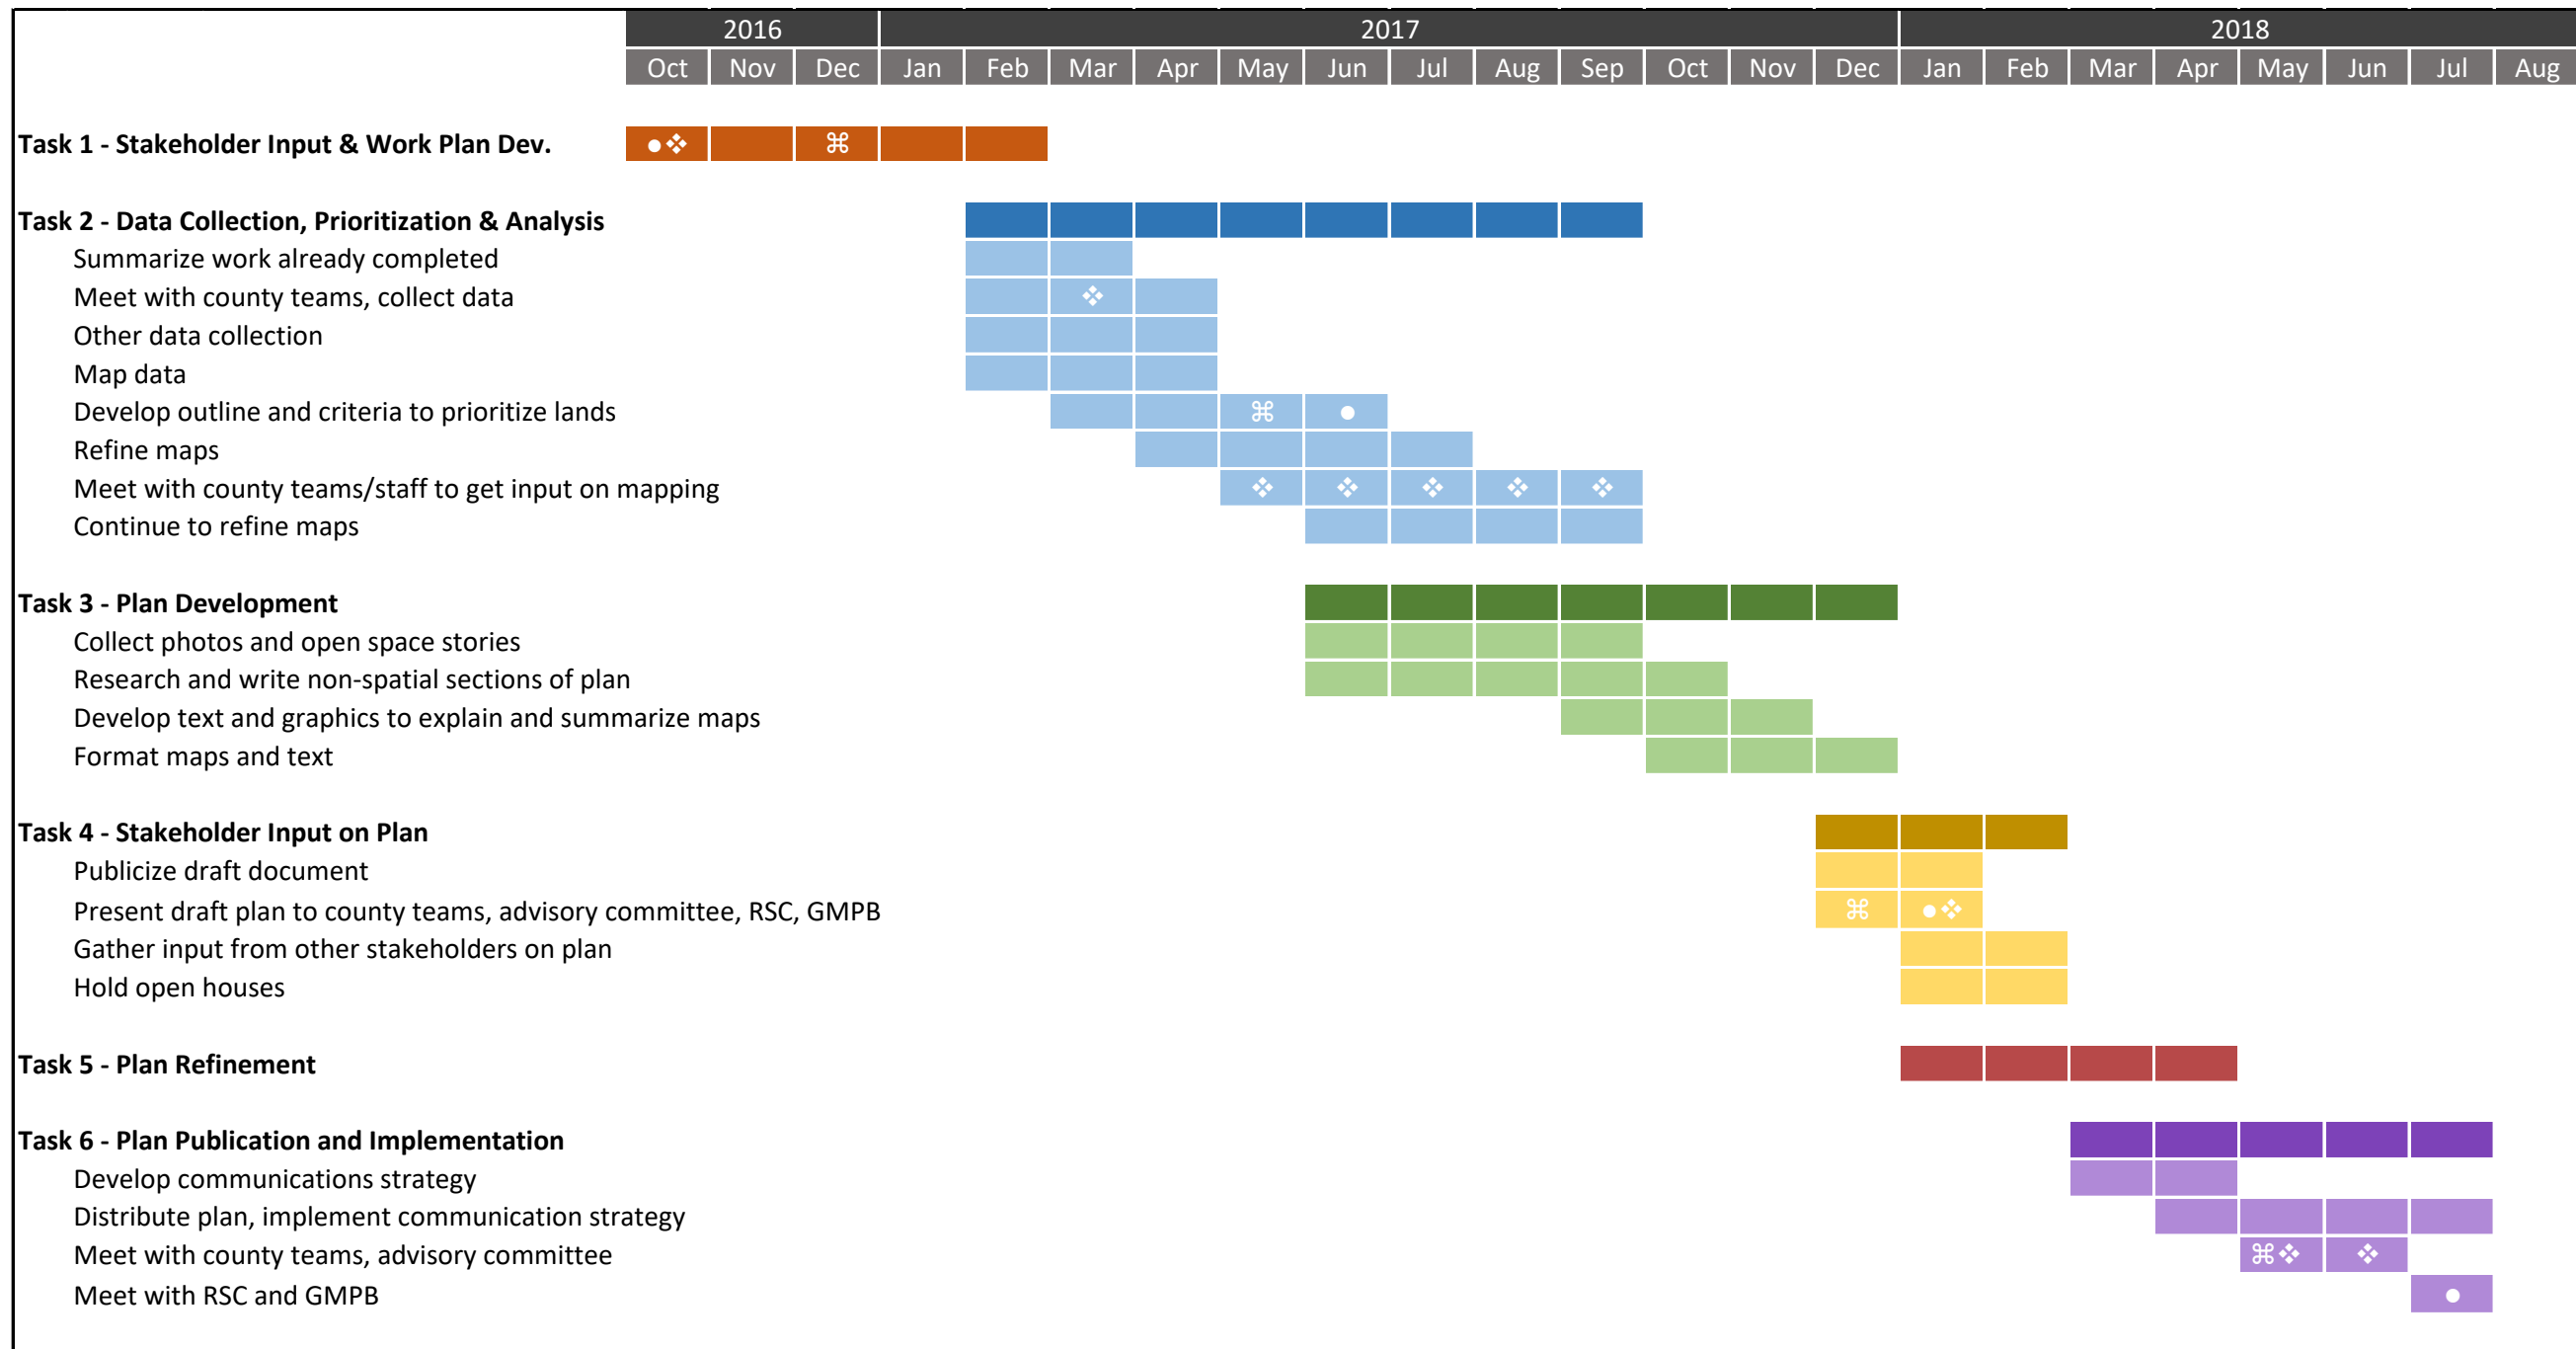 2016 2017 2018
Oct Nov Dec Jan Feb Mar Apr May Jun Jul Aug Sep Oct Nov Dec Jan Feb Mar Apr May Jun Jul Aug
Task 1 - Stakeholder Input & Work Plan Dev. ●❖ ⌘
Task 2 - Data Collection, Prioritization & Analysis
Summarize work already completed
Meet with county teams, collect data ❖
Other data collection
Map data
Develop outline and criteria to prioritize lands ⌘ ●
Refine maps
Meet with county teams/staff to get input on mapping ❖ ❖ ❖ ❖ ❖
Continue to refine maps
Task 3 - Plan Development
Collect photos and open space stories
Research and write non-spatial sections of plan
Develop text and graphics to explain and summarize maps
Format maps and text
Task 4 - Stakeholder Input on Plan
Publicize draft document
Present draft plan to county teams, advisory committee, RSC, GMPB ⌘ ●❖
Gather input from other stakeholders on plan
Hold open houses
Task 5 - Plan Refinement
Task 6 - Plan Publication and Implementation
Develop communications strategy
Distribute plan, implement communication strategy
Meet with county teams, advisory committee ⌘❖ ❖
Meet with RSC and GMPB ●